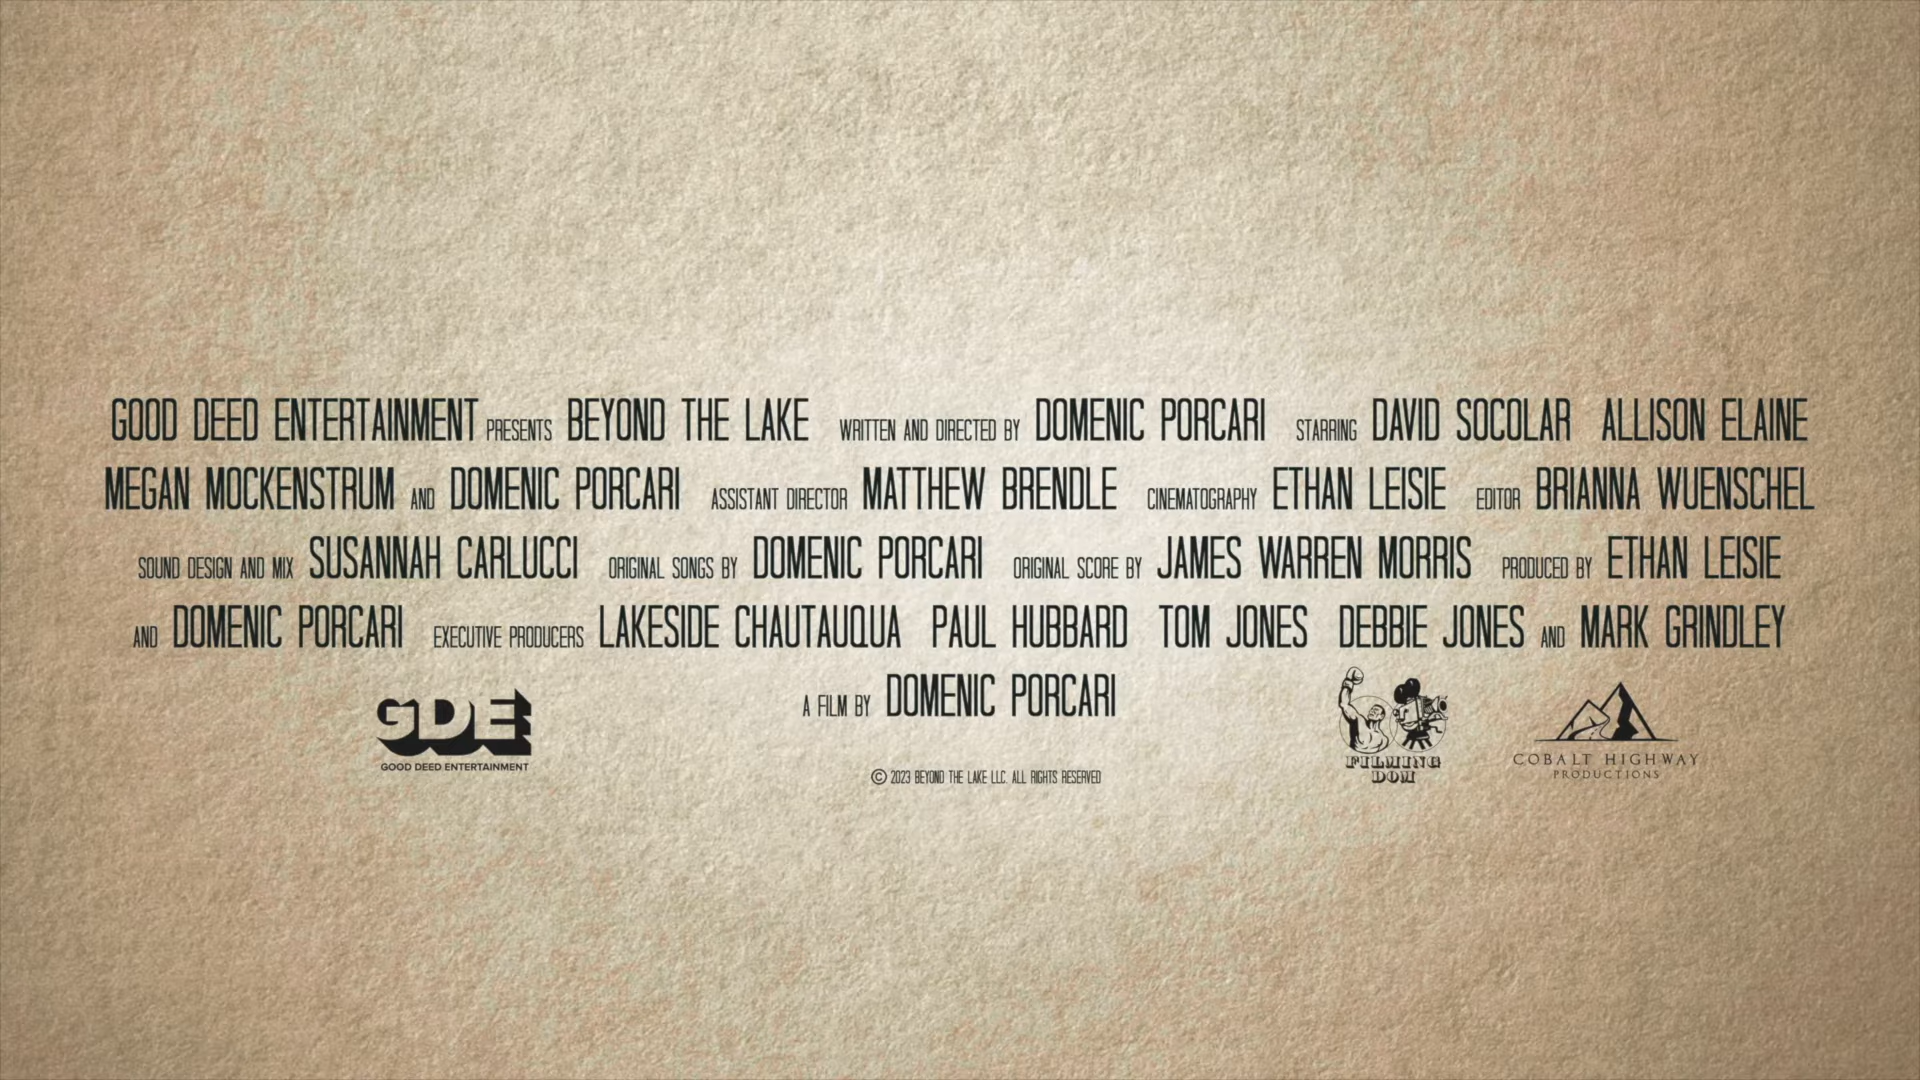 GOOD DEED ENTERTAINMENT PRESENTS BEYOND THE LAKE WRITTEN AND DIRECTED BY DOMENIC PORCARI STARRING DAVID SOCOLAR ALLISON ELAINE
MEGAN MOCKENSTRUM AND DOMENIC PORCARI ASSISTANT DIRECTOR MATTHEW BRENDLE CINEMATOGRAPHY ETHAN LEISIE EDITOR BRIANNA WUENSCHEL
SOUND DESIGN AND MIX SUSANNAH CARLUCCI ORIGINAL SONGS BY DOMENIC PORCARI ORIGINAL SCORE BY JAMES WARREN MORRIS PRODUCED BY ETHAN LEISIE
AND DOMENIC PORCARI EXECUTIVE PRODUCERS LAKESIDE CHAUTAUQUA PAUL HUBBARD TOM JONES DEBBIE JONES AND MARK GRINDLEY
A FILM BY DOMENIC PORCARI
GDE
GOOD DEED ENTERTAINMENT
© 2023 BEYOND THE LAKE LLC. ALL RIGHTS RESERVED
FILMING
DOM
COBALT HIGHWAY
PRODUCTIONS